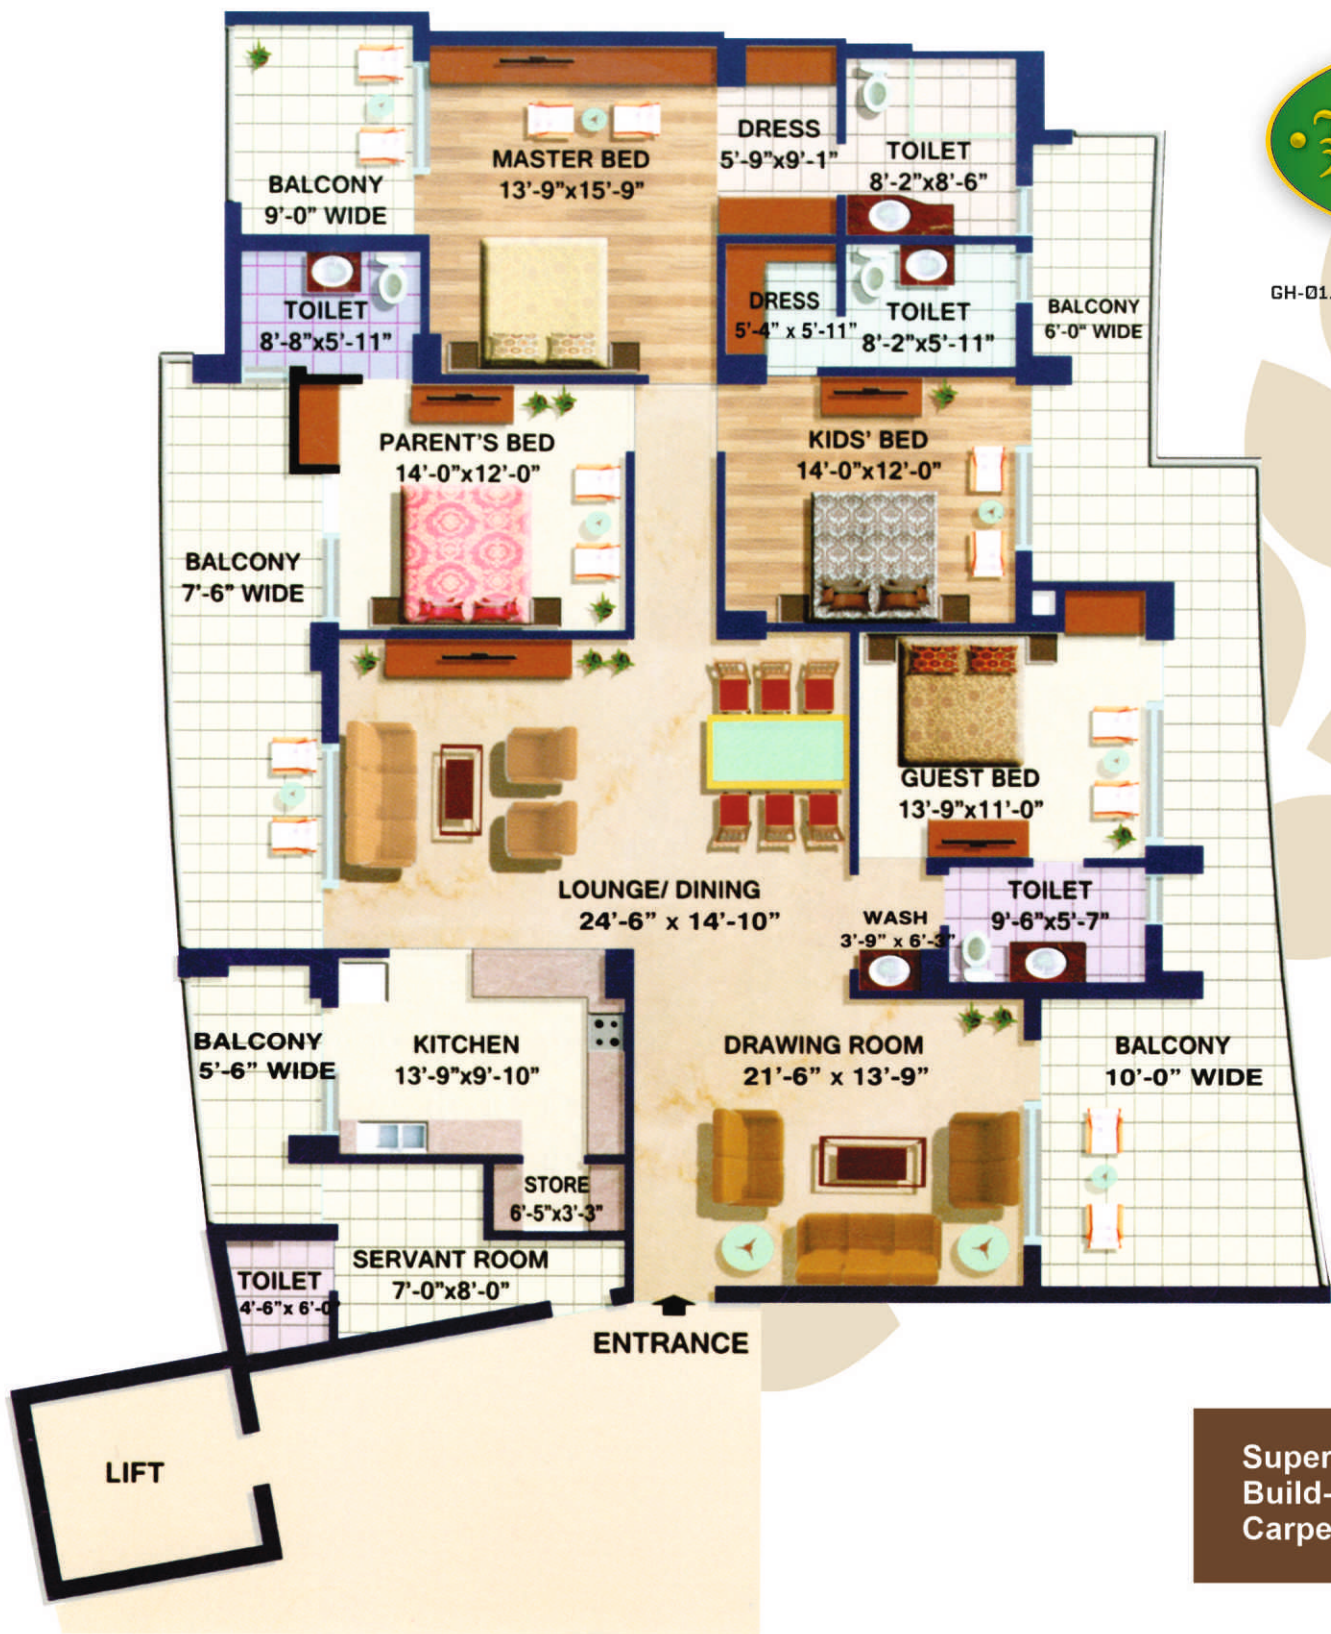 MASTER BED
13'-9"x15'-9"
DRESS
5'-9"x9'-1"
TOILET
8'-2"x8'-6"
BALCONY
9'-0" WIDE
TOILET
8'-8"x5'-11"
DRESS
5'-4" x 5'-11"
TOILET
8'-2"x5'-11"
BALCONY
6'-0" WIDE
GH-01
PARENT'S BED
14'-0"x12'-0"
KIDS' BED
14'-0"x12'-0"
BALCONY
7'-6" WIDE
GUEST BED
13'-9"x11'-0"
LOUNGE/ DINING
24'-6" x 14'-10"
WASH
3'-9" x 6'-3"
TOILET
9'-6"x5'-7"
BALCONY
5'-6" WIDE
KITCHEN
13'-9"x9'-10"
DRAWING ROOM
21'-6" x 13'-9"
BALCONY
10'-0" WIDE
STORE
6'-5"x3'-3"
SERVANT ROOM
7'-0"x8'-0"
TOILET
4'-6"x 6'-0"
ENTRANCE
LIFT
Super
Build-
Carpe